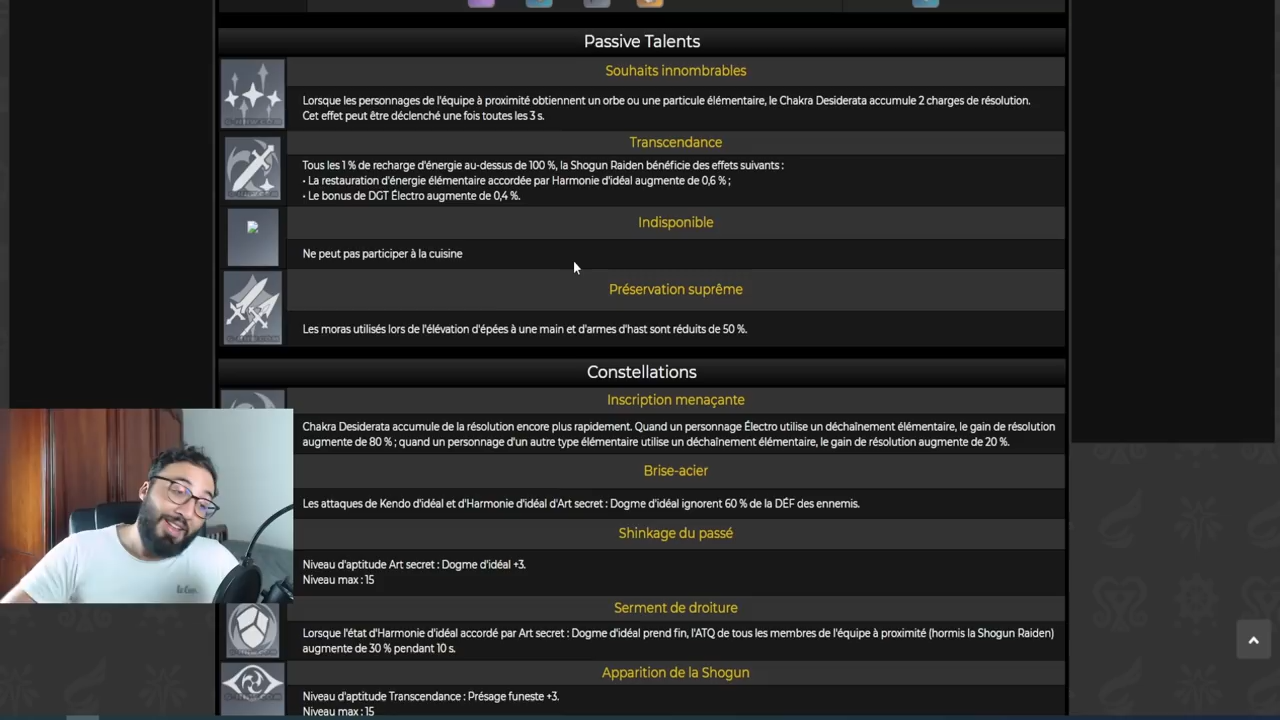 Passive Talents
Souhaits innombrables
Lorsque les personnages de l'équipe à proximité obtiennent un orbe ou une particule élémentaire, le Chakra Desiderata accumule 2 charges de résolution.
Cet effet peut être déclenché une fois toutes les 3 s.
Transcendance
Tous les 1 % de recharge d'énergie au-dessus de 100 %, la Shogun Raiden bénéficie des effets suivants :
• La restauration d'énergie élémentaire accordée par Harmonie d'idéal augmente de 0,6 % ;
• Le bonus de DGT Électro augmente de 0,4 %.
Indisponible
Ne peut pas participer à la cuisine
Préservation suprême
Les moras utilisés lors de l'élévation d'épées à une main et d'armes d'hast sont réduits de 50 %.
Constellations
Inscription menaçante
Chakra Desiderata accumule de la résolution encore plus rapidement. Quand un personnage Électro utilise un déchaînement élémentaire, le gain de résolution
augmente de 80 % ; quand un personnage d'un autre type élémentaire utilise un déchaînement élémentaire, le gain de résolution augmente de 20 %.
Brise-acier
Les attaques de Kendo d'idéal et d'Harmonie d'idéal d'Art secret : Dogme d'idéal ignorent 60 % de la DÉF des ennemis.
Shinkage du passé
Niveau d'aptitude Art secret : Dogme d'idéal +3.
Niveau max : 15
Serment de droiture
Lorsque l'état d'Harmonie d'idéal accordé par Art secret : Dogme d'idéal prend fin, l'ATQ de tous les membres de l'équipe à proximité (hormis la Shogun Raiden)
augmente de 30 % pendant 10 s.
Apparition de la Shogun
Niveau d'aptitude Transcendance : Présage funeste +3.
Niveau max : 15